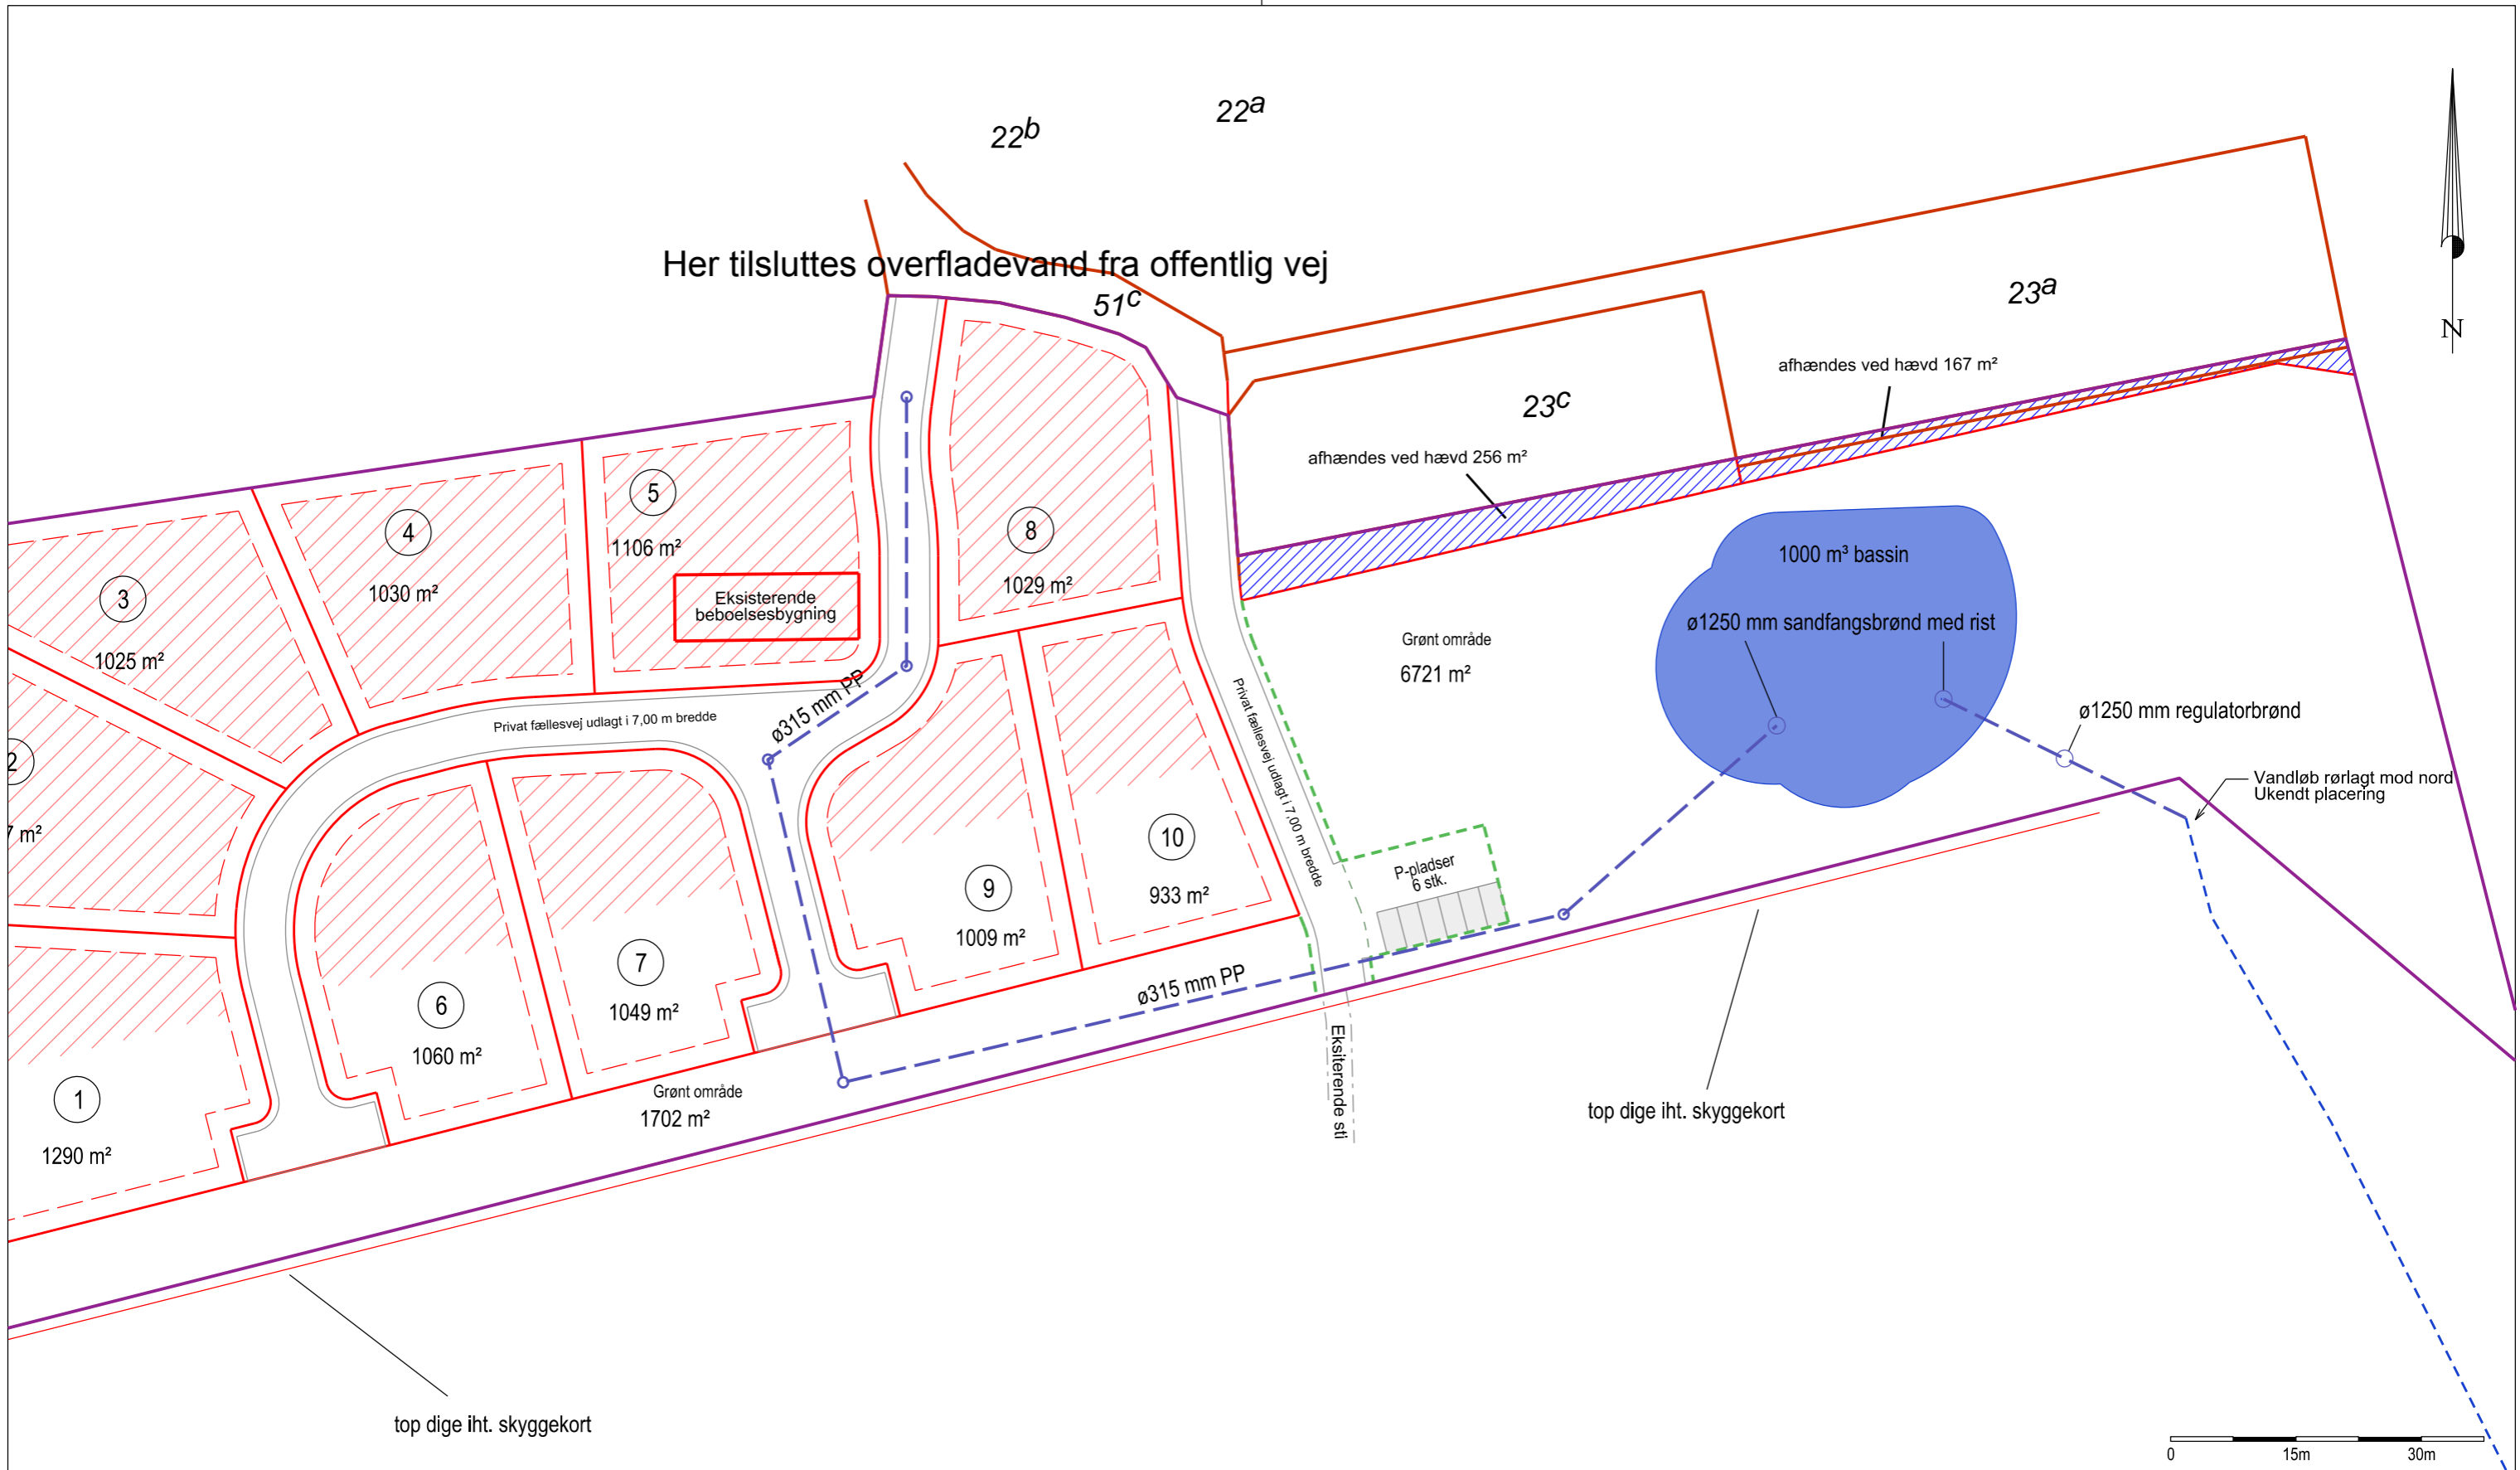 22b
22a
Her tilsluttes overfladevand fra offentlig vej
51c
23a
N
afhændes ved hævd 167 m²
23c
afhændes ved hævd 256 m²
5
1106 m²
4
1030 m²
8
1029 m²
3
1025 m²
Eksisterende
beboelsesbygning
1000 m³ bassin
ø1250 mm sandfangsbrønd med rist
Grønt område
6721 m²
ø315 mm PP
Privat fællesvej udlagt i 7,00 m bredde
Privat fællesvej udlagt i 7,00 m bredde
ø1250 mm regulatorbrønd
2
7 m²
Vandløb rørlagt mod nord
Ukendt placering
10
933 m²
P-pladser
6 stk.
9
1009 m²
7
1049 m²
6
1060 m²
ø315 mm PP
1
1290 m²
Grønt område
1702 m²
Eksiterende sti
top dige iht. skyggekort
top dige iht. skyggekort
0 15m 30m